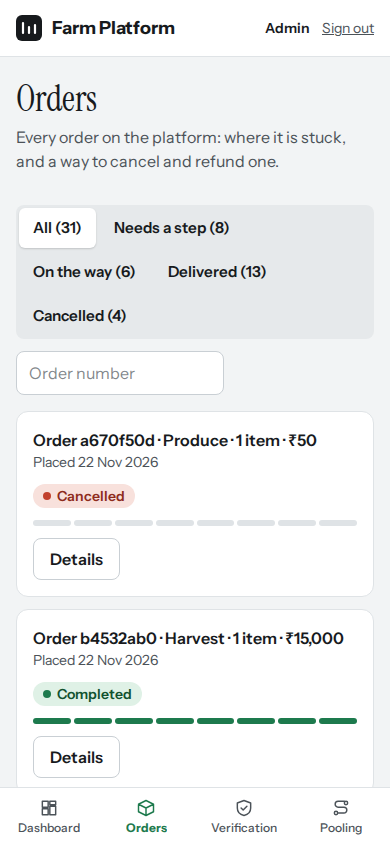 Farm Platform
Admin Sign out
Orders
Every order on the platform: where it is stuck,
and a way to cancel and refund one.
All (31) Needs a step (8)
On the way (6) Delivered (13)
Cancelled (4)
Order number
Order a670f50d · Produce · 1 item · ₹50
Placed 22 Nov 2026
Cancelled
Details
Order b4532ab0 · Harvest · 1 item · ₹15,000
Placed 22 Nov 2026
Completed
Details
Dashboard Orders Verification Pooling